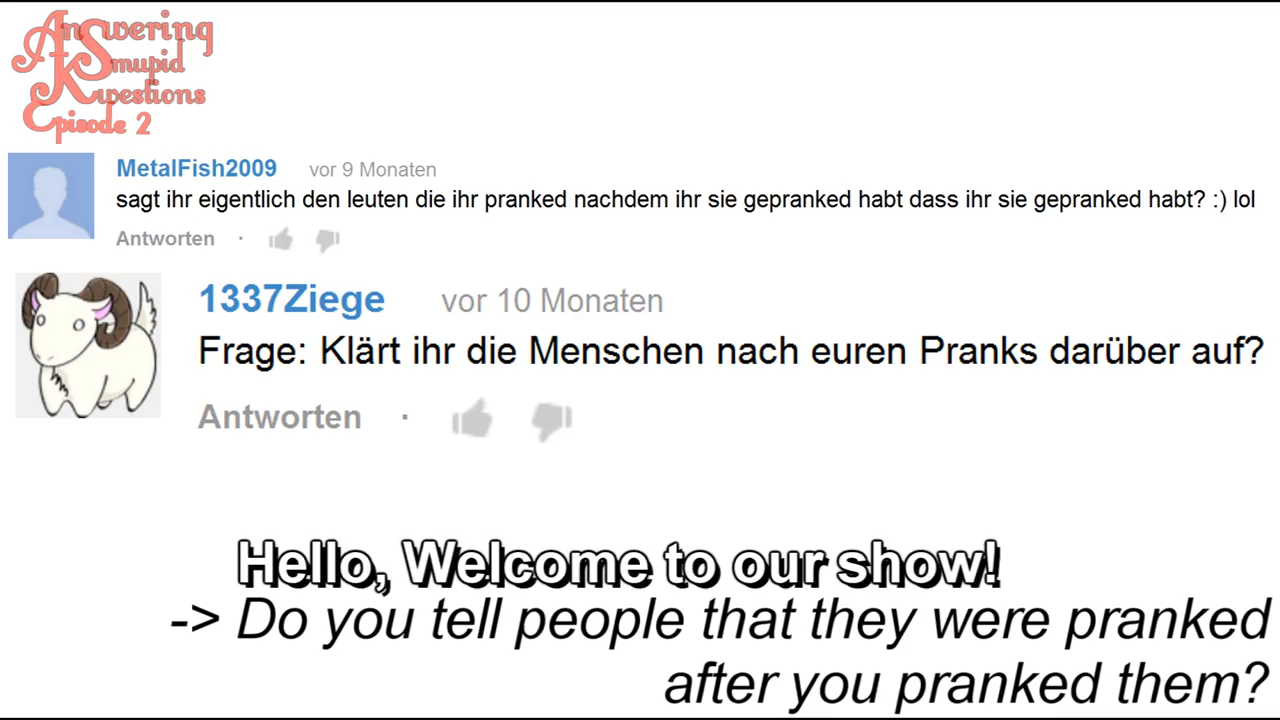 AnSwering
Smupid
Kwestions
Episode 2
MetalFish2009 vor 9 Monaten
sagt ihr eigentlich den leuten die ihr pranked nachdem ihr sie gepranked habt dass ihr sie gepranked habt? :) lol
Antworten ·
1337Ziege vor 10 Monaten
Frage: Klärt ihr die Menschen nach euren Pranks darüber auf?
Antworten ·
Hello, Welcome to our show!
-> Do you tell people that they were pranked
after you pranked them?